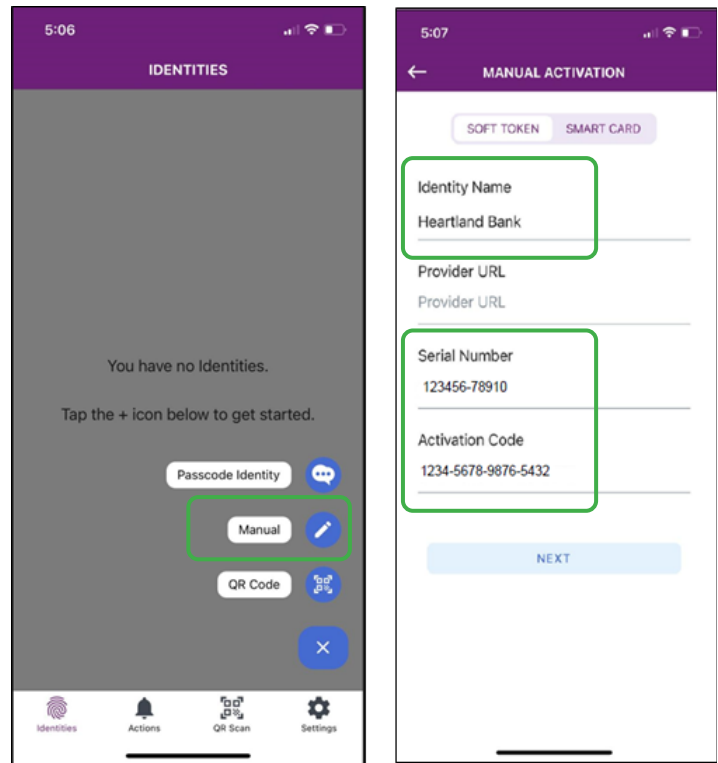 5:06
IDENTITIES
You have no Identities.
Tap the + icon below to get started.
Passcode Identity
Manual
QR Code
Identities Actions QR Scan Settings
5:07
MANUAL ACTIVATION
SOFT TOKEN SMART CARD
Identity Name
Heartland Bank
Provider URL
Provider URL
Serial Number
123456-78910
Activation Code
1234-5678-9876-5432
NEXT